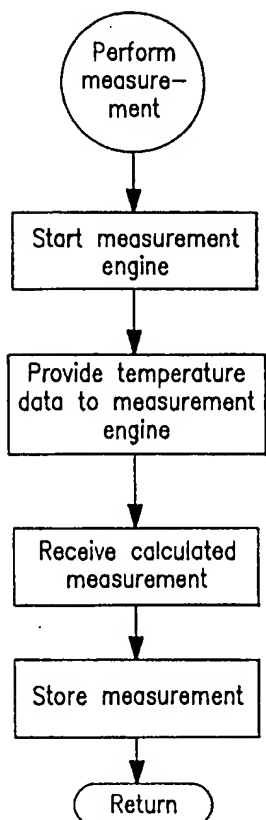 Perform
measure-
ment
Start measurement
engine
Provide temperature
data to measurement
engine
Receive calculated
measurement
Store measurement
Return